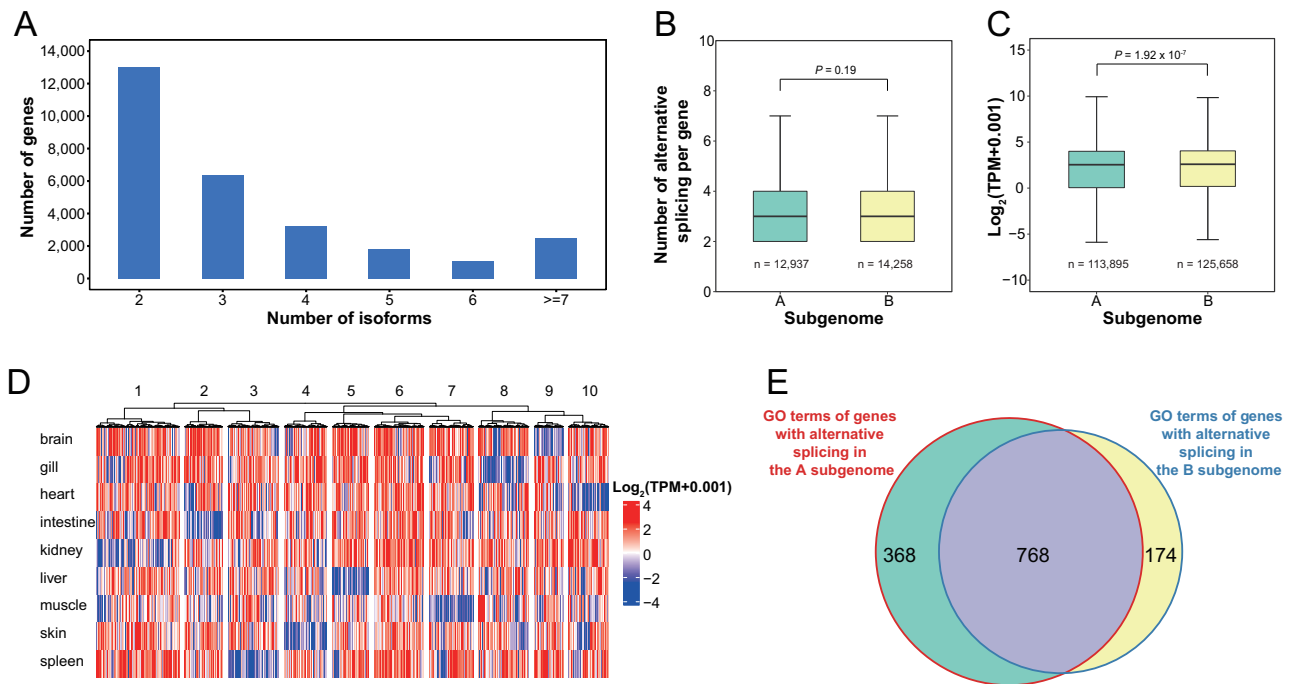 A
14,000
12,000
10,000
8,000
6,000
4,000
2,000
0
Number of genes
2 3 4 5 6 >=7
Number of isoforms
B
10
8
6
4
2
0
Number of alternative
splicing per gene
P = 0.19
n = 12,937 n = 14,258
A B
Subgenome
C
15
10
5
0
−5
−10
Log₂(TPM+0.001)
P = 1.92 x 10⁻⁷
n = 113,895 n = 125,658
A B
Subgenome
D
1 2 3 4 5 6 7 8 9 10
brain
gill
heart
intestine
kidney
liver
muscle
skin
spleen
Log₂(TPM+0.001)
4
2
0
−2
−4
E
GO terms of genes
with alternative
splicing in
the A subgenome
GO terms of genes
with alternative
splicing in
the B subgenome
368 768 174